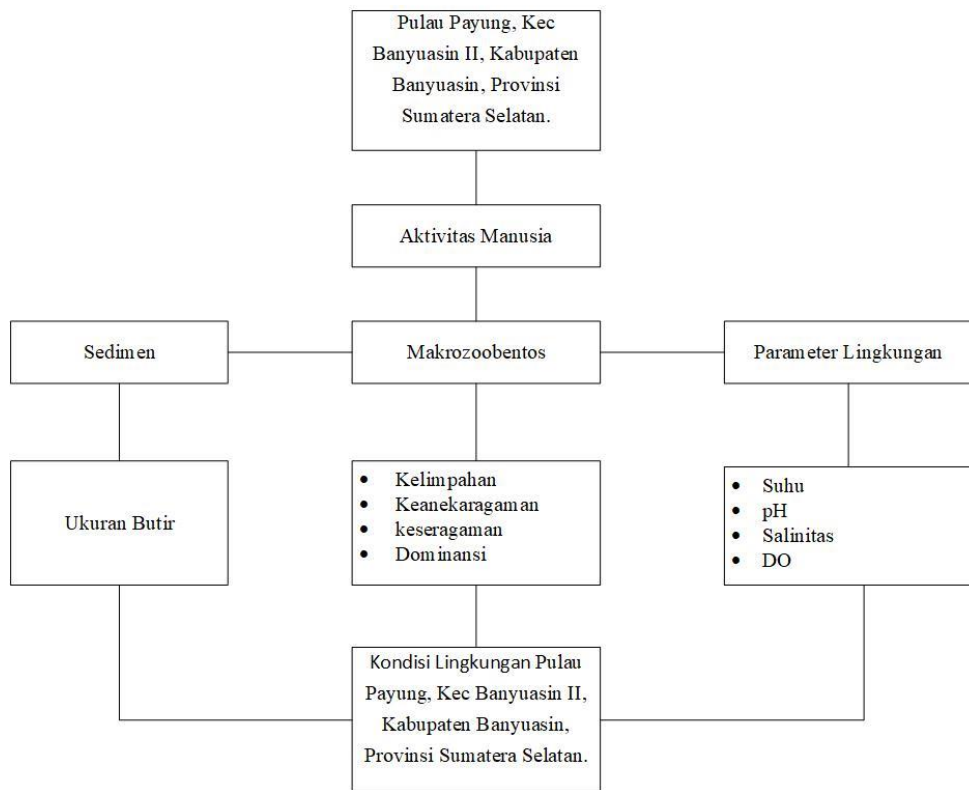 Pulau Payung, Kec
Banyuasin II, Kabupaten
Banyuasin, Provinsi
Sumatera Selatan.
Aktivitas Manusia
Sedimen
Makrozoobentos
Parameter Lingkungan
Ukuran Butir
• Kelimpahan
• Keanekaragaman
• keseragaman
• Dominansi
• Suhu
• pH
• Salinitas
• DO
Kondisi Lingkungan Pulau
Payung, Kec Banyuasin II,
Kabupaten Banyuasin,
Provinsi Sumatera Selatan.